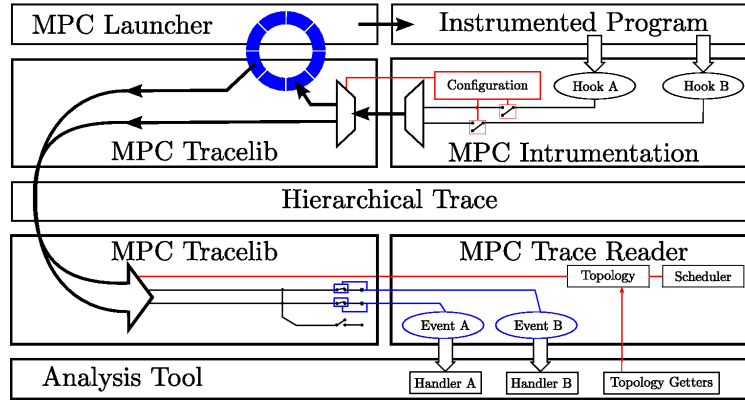 MPC Launcher
Instrumented Program
Configuration
Hook A
Hook B
MPC Tracelib
MPC Intrumentation
Hierarchical Trace
MPC Tracelib
MPC Trace Reader
Topology
Scheduler
Event A
Event B
Analysis Tool
Handler A
Handler B
Topology Getters